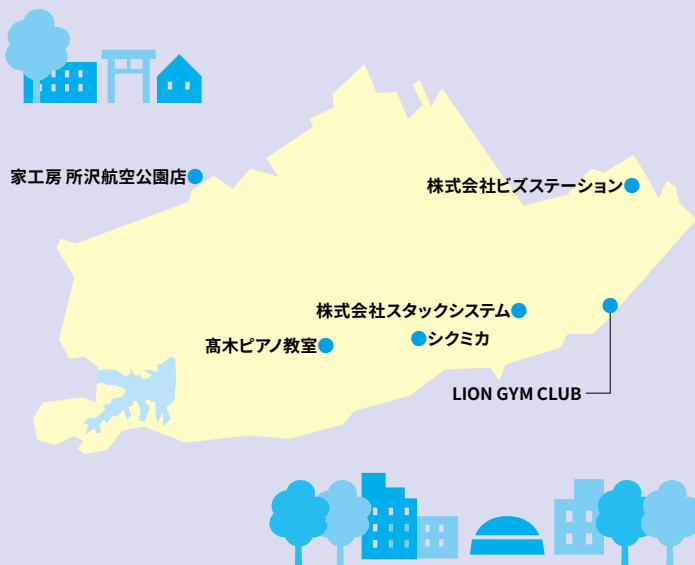 家工房 所沢航空公園店
株式会社ビズステーション
株式会社スタックシステム
シクミカ
髙木ピアノ教室
LION GYM CLUB